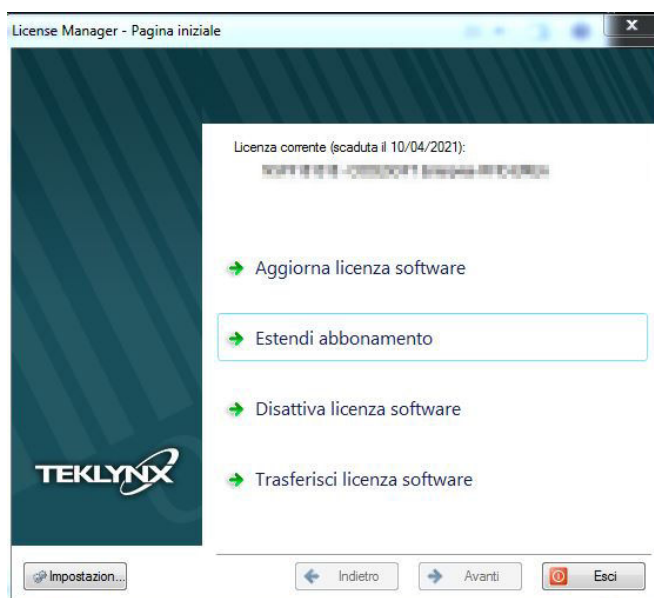 License Manager - Pagina iniziale
Licenza corrente (scaduta il 10/04/2021):
Aggiorna licenza software
Estendi abbonamento
Disattiva licenza software
Trasferisci licenza software
TEKLYNX
Impostazion...
Indietro
Avanti
Esci